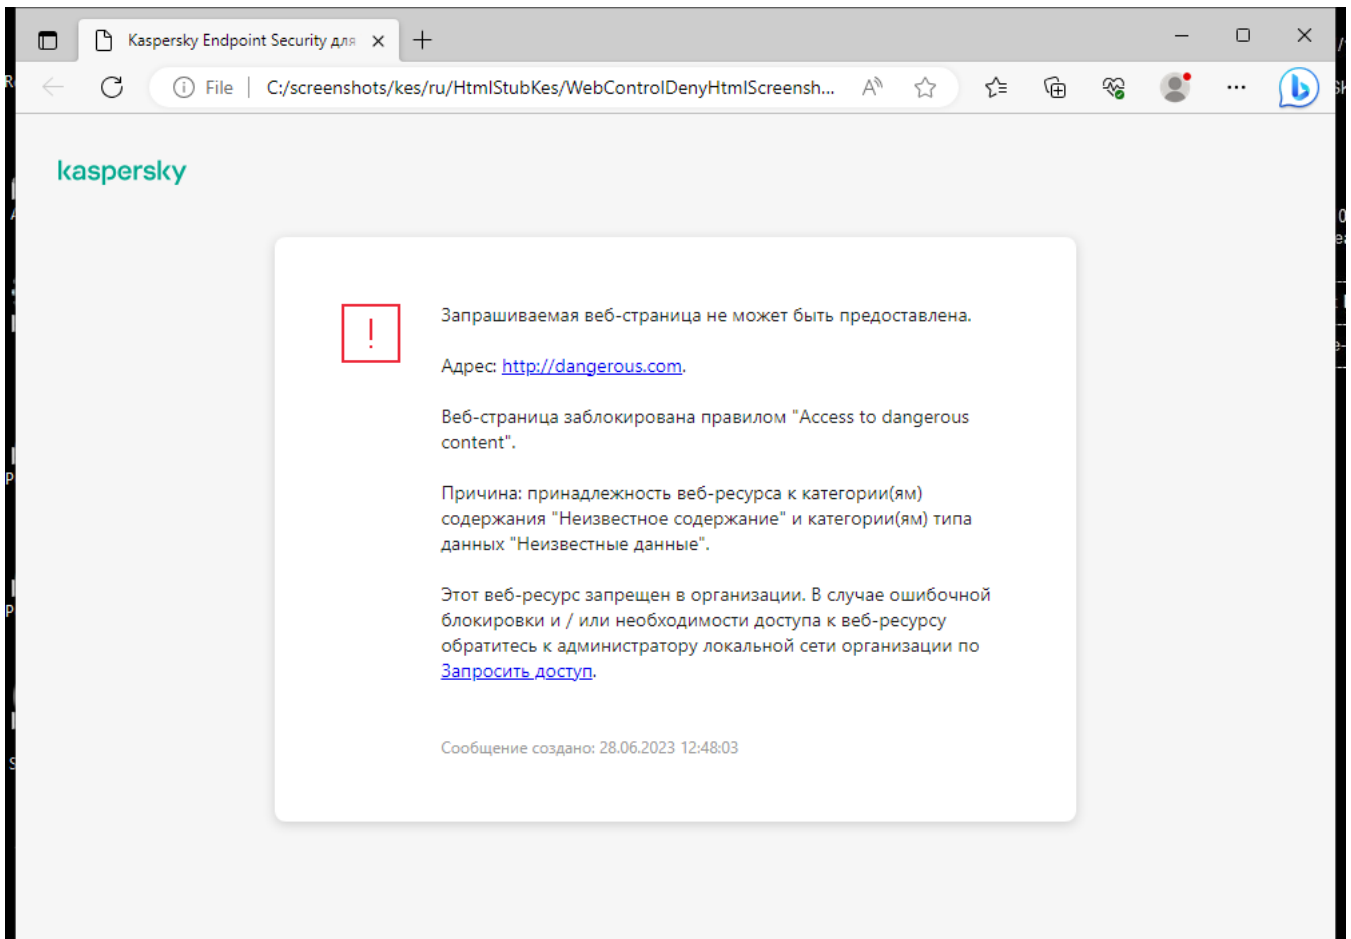 Kaspersky Endpoint Security для
File
C:/screenshots/kes/ru/HtmlStubKes/WebControlDenyHtmlScreensh...
kaspersky
Запрашиваемая веб-страница не может быть предоставлена.
Адрес: http://dangerous.com.
Веб-страница заблокирована правилом "Access to dangerous
content".
Причина: принадлежность веб-ресурса к категории(ям)
содержания "Неизвестное содержание" и категории(ям) типа
данных "Неизвестные данные".
Этот веб-ресурс запрещен в организации. В случае ошибочной
блокировки и / или необходимости доступа к веб-ресурсу
обратитесь к администратору локальной сети организации по
Запросить доступ.
Сообщение создано: 28.06.2023 12:48:03